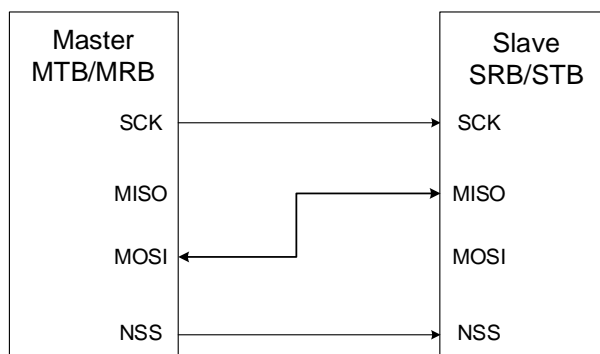 Master
MTB/MRB
SCK
MISO
MOSI
NSS
Slave
SRB/STB
SCK
MISO
MOSI
NSS